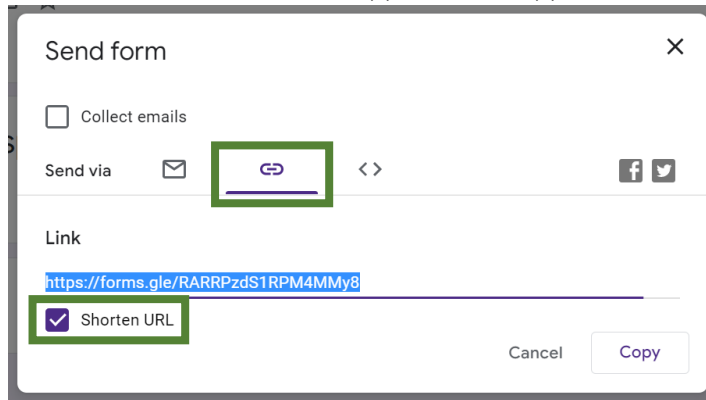 Send form
Collect emails
Send via
Link
https://forms.gle/RARRPzdS1RPM4MMy8
Shorten URL
Cancel
Copy